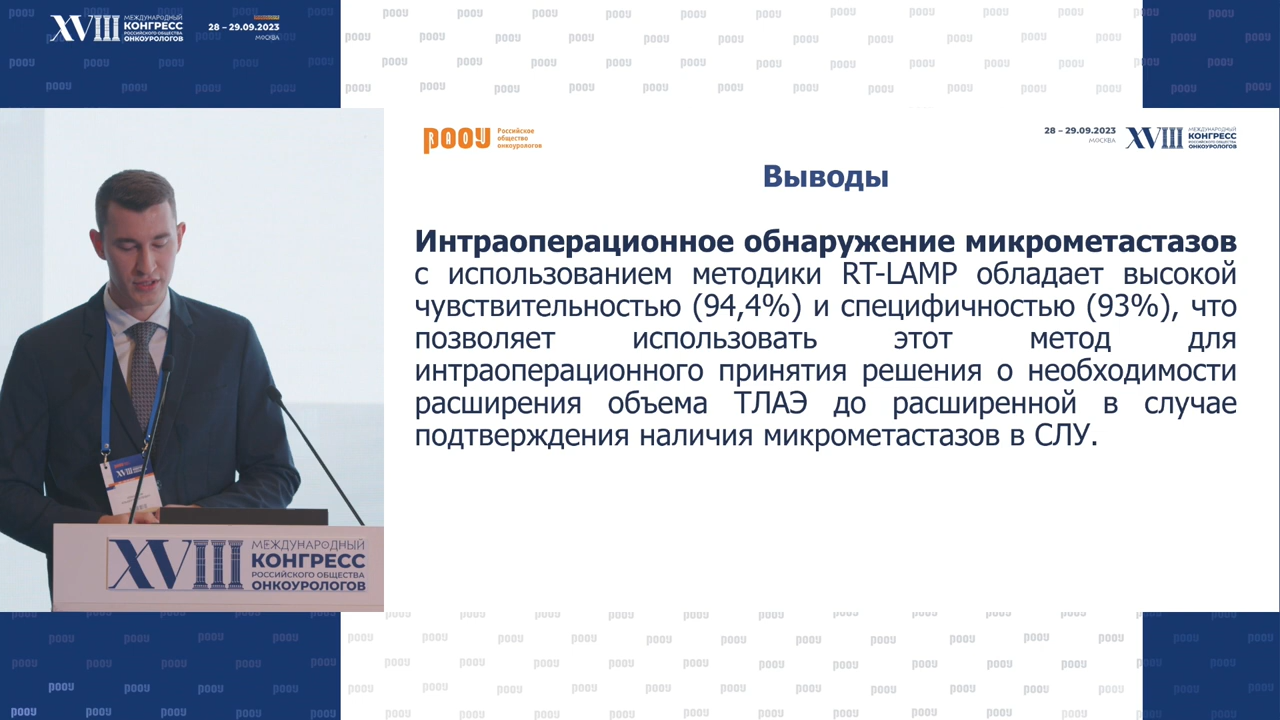 XVIII МЕЖДУНАРОДНЫЙ
КОНГРЕСС
РОССИЙСКОГО ОБЩЕСТВА
ОНКОУРОЛОГОВ
28 – 29.09.2023
МОСКВА
РООУ
Российское
общество
онкоурологов
28 – 29.09.2023
МОСКВА
XVIII МЕЖДУНАРОДНЫЙ
КОНГРЕСС
РОССИЙСКОГО ОБЩЕСТВА
ОНКОУРОЛОГОВ
Выводы
Интраоперационное обнаружение микрометастазов
с использованием методики RT-LAMP обладает высокой
чувствительностью (94,4%) и специфичностью (93%), что
позволяет использовать этот метод для
интраоперационного принятия решения о необходимости
расширения объема ТЛАЭ до расширенной в случае
подтверждения наличия микрометастазов в СЛУ.
XVIII МЕЖДУНАРОДНЫЙ
КОНГРЕСС
РОССИЙСКОГО ОБЩЕСТВА
ОНКОУРОЛОГОВ